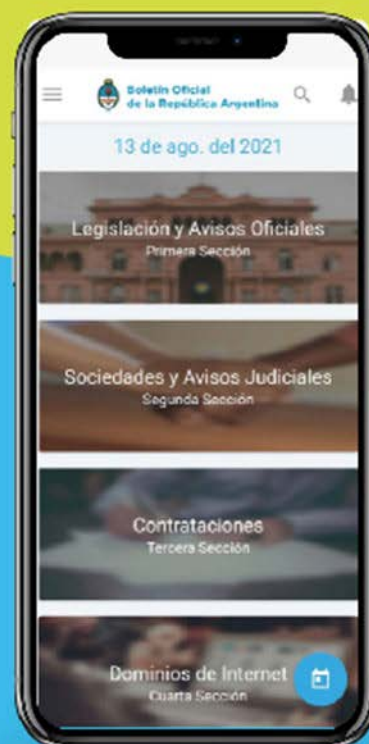 Boletín Oficial
de la República Argentina
13 de ago. del 2021
Legislación y Avisos Oficiales
Primera Sección
Sociedades y Avisos Judiciales
Segunda Sección
Contrataciones
Tercera Sección
Dominios de Internet
Cuarta Sección